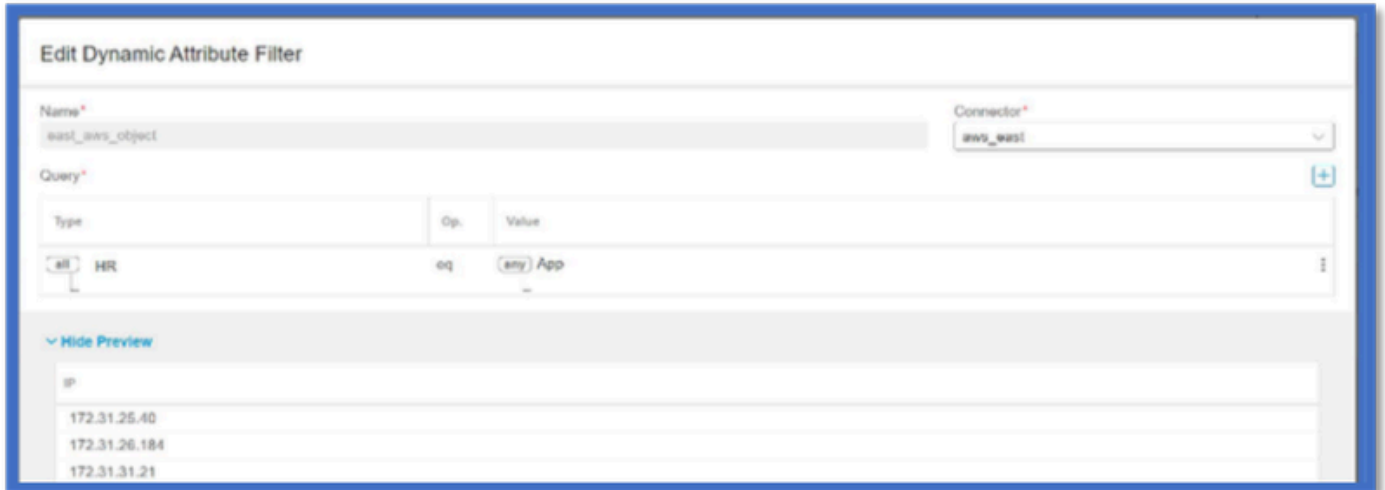 Edit Dynamic Attribute Filter
Name* Connector*
east_aws_object aws_east
Query*
Type Op. Value
all HR eq any App
Hide Preview
IP
172.31.25.40
172.31.26.184
172.31.31.21